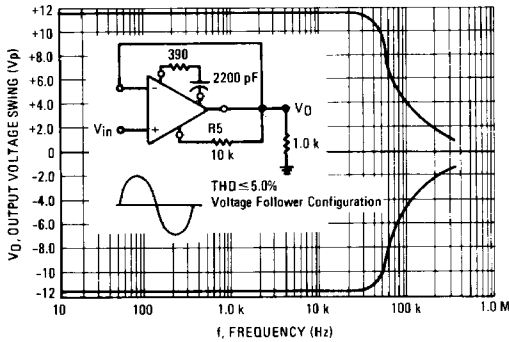 +12
+10
+8.0
+6.0
+4.0
+2.0
0
-2.0
-4.0
-6.0
-8.0
-10
-12
VO, OUTPUT VOLTAGE SWING (Vp)
390
2200 pF
-
+
Vin
VO
R5
10 k
1.0 k
THD ≤ 5.0%
Voltage Follower Configuration
10
100
1.0 k
10 k
100 k
1.0 M
f, FREQUENCY (Hz)